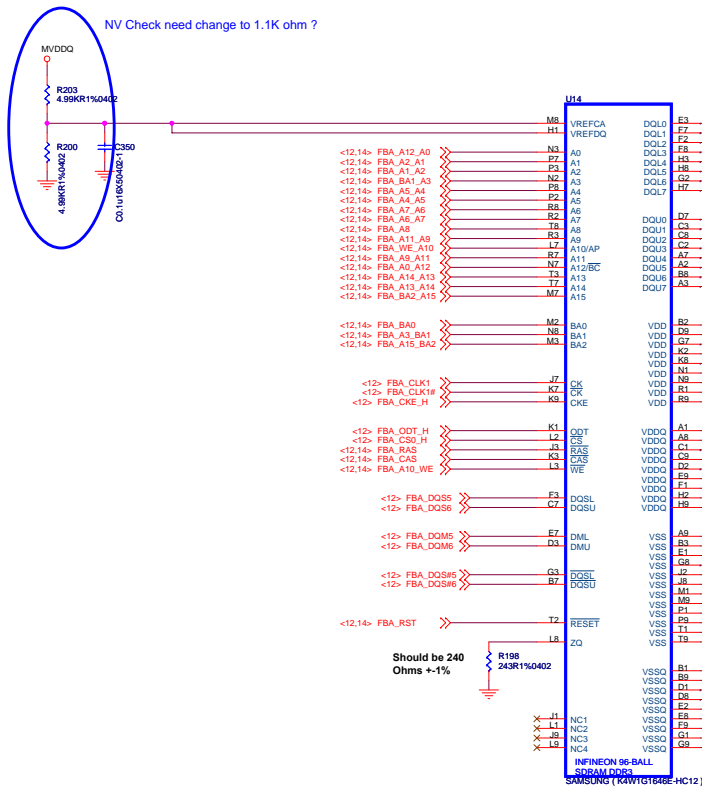 NV Check need change to 1.1K ohm ?
MVDDQ
R203
4.99KR1%0402
R200
4.99KR1%0402
C350
C0.1u16X50402-1
U14
<12,14> FBA_A12_A0 N3 A0
<12,14> FBA_A2_A1 P7 A1
<12,14> FBA_A1_A2 P3 A2
<12,14> FBA_BA1_A3 N2 A3
<12,14> FBA_A5_A4 P8 A4
<12,14> FBA_A4_A5 P2 A5
<12,14> FBA_A7_A6 R8 A6
<12,14> FBA_A6_A7 R2 A7
<12,14> FBA_A8 T8 A8
<12,14> FBA_A11_A9 R3 A9
<12,14> FBA_WE_A10 L7 A10/AP
<12,14> FBA_A9_A11 R7 A11
<12,14> FBA_A0_A12 N7 A12/BC
<12,14> FBA_A14_A13 T3 A13
<12,14> FBA_A13_A14 T7 A14
<12,14> FBA_BA2_A15 M7 A15
M8 VREFCA
H1 VREFDQ
<12,14> FBA_BA0 M2 BA0
<12,14> FBA_A3_BA1 N8 BA1
<12,14> FBA_A15_BA2 M3 BA2
<12> FBA_CLK1 J7 CK
<12> FBA_CLK1# K7 CK
<12> FBA_CKE_H K9 CKE
<12> FBA_ODT_H K1 ODT
<12> FBA_CS0_H L2 CS
<12,14> FBA_RAS J3 RAS
<12,14> FBA_CAS K3 CAS
<12,14> FBA_A10_WE L3 WE
<12> FBA_DQS5 F3 DQSL
<12> FBA_DQS6 C7 DQSU
<12> FBA_DQM5 E7 DML
<12> FBA_DQM6 D3 DMU
<12> FBA_DQS#5 G3 DQSL
<12> FBA_DQS#6 B7 DQSU
<12,14> FBA_RST T2 RESET
L8 ZQ
Should be 240
Ohms +-1%
R198
243R1%0402
J1 NC1
L1 NC2
J9 NC3
L9 NC4
DQL0 E3
DQL1 F7
DQL2 F2
DQL3 F8
DQL4 H3
DQL5 H8
DQL6 G2
DQL7 H7
DQU0 D7
DQU1 C3
DQU2 C8
DQU3 C2
DQU4 A7
DQU5 A2
DQU6 B8
DQU7 A3
VDD B2
VDD D9
VDD G7
VDD K2
VDD K8
VDD N1
VDD N9
VDD R1
VDD R9
VDDQ A1
VDDQ A8
VDDQ C1
VDDQ C9
VDDQ D2
VDDQ E9
VDDQ F1
VDDQ H2
VDDQ H9
VSS A9
VSS B3
VSS E1
VSS G8
VSS J2
VSS J8
VSS M1
VSS M9
VSS P1
VSS P9
VSS T1
VSS T9
VSSQ B1
VSSQ B9
VSSQ D1
VSSQ D8
VSSQ E2
VSSQ E8
VSSQ F9
VSSQ G1
VSSQ G9
INFINEON 96-BALL
SDRAM DDR3
SAMSUNG ( K4W1G1646E-HC12 )